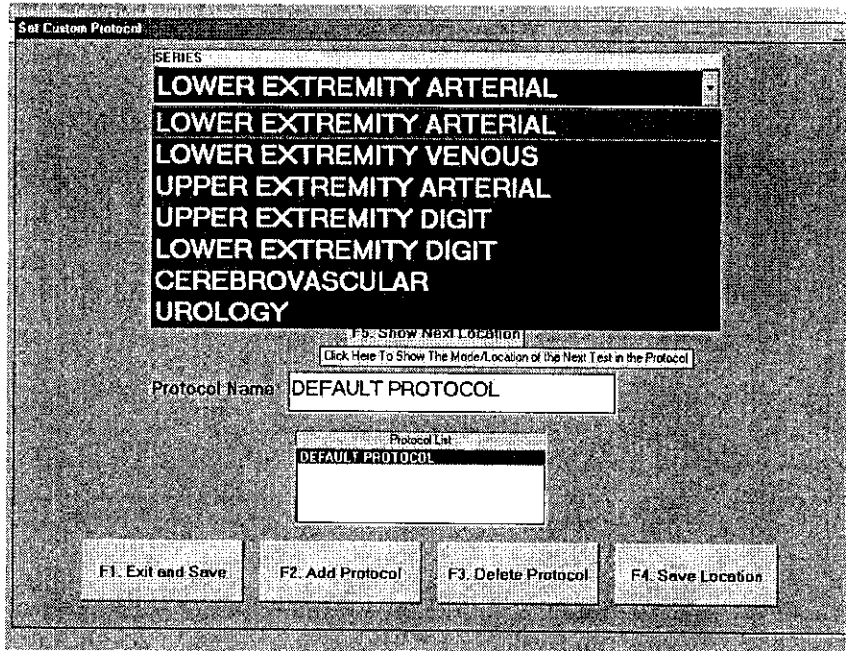 Set Custom Protocol
SERIES
LOWER EXTREMITY ARTERIAL
LOWER EXTREMITY ARTERIAL
LOWER EXTREMITY VENOUS
UPPER EXTREMITY ARTERIAL
UPPER EXTREMITY DIGIT
LOWER EXTREMITY DIGIT
CEREBROVASCULAR
UROLOGY
F5. Show Next Location
Click Here To Show The Mode/Location of the Next Test in the Protocol
Protocol Name DEFAULT PROTOCOL
Protocol List
DEFAULT PROTOCOL
F1. Exit and Save F2. Add Protocol F3. Delete Protocol F4. Save Location